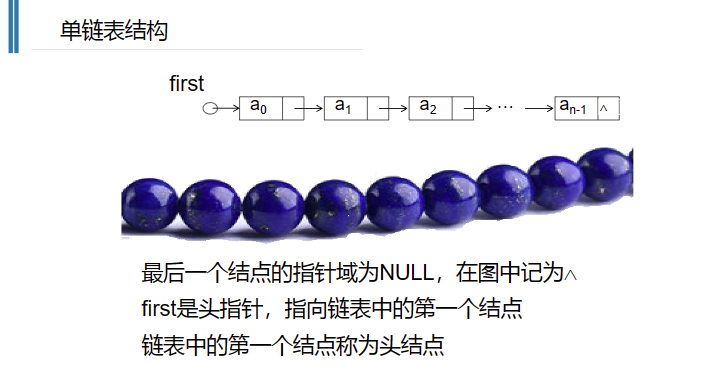 单链表结构
first
a0 a1 a2 … an-1 ∧
最后一个结点的指针域为NULL，在图中记为∧
first是头指针，指向链表中的第一个结点
链表中的第一个结点称为头结点